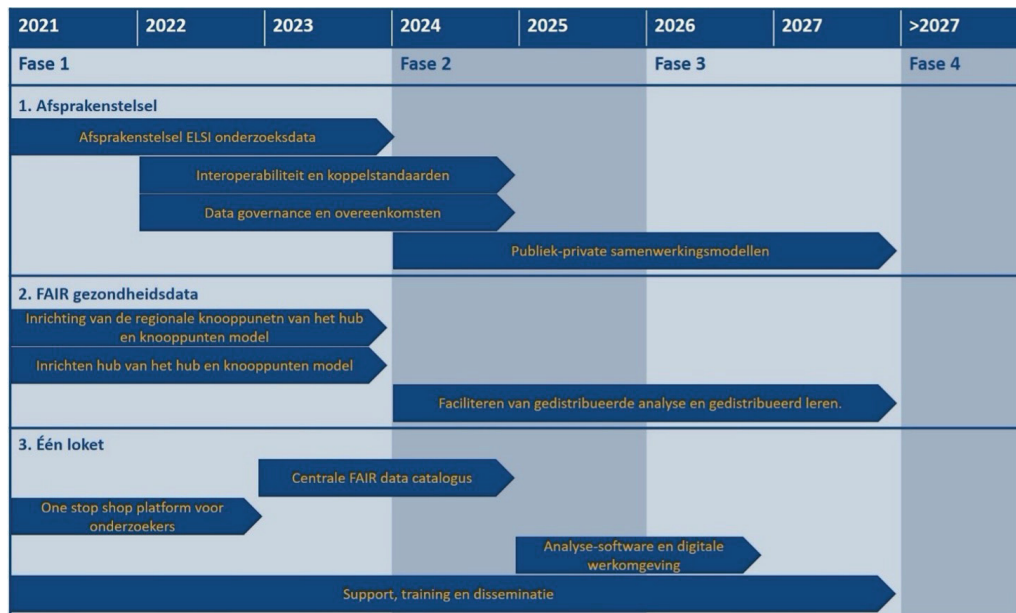 2021 2022 2023 2024 2025 2026 2027 >2027
Fase 1 Fase 2 Fase 3 Fase 4
1. Afsprakenstelsel
Afsprakenstelsel ELSI onderzoeksdata
Interoperabiliteit en koppelstandaarden
Data governance en overeenkomsten
Publiek-private samenwerkingsmodellen
2. FAIR gezondheidsdata
Inrichting van de regionale knooppunetn van het hub
en knooppunten model
Inrichten hub van het hub en knooppunten model
Faciliteren van gedistribueerde analyse en gedistribueerd leren.
3. Één loket
Centrale FAIR data catalogus
One stop shop platform voor
onderzoekers
Analyse-software en digitale
werkomgeving
Support, training en disseminatie